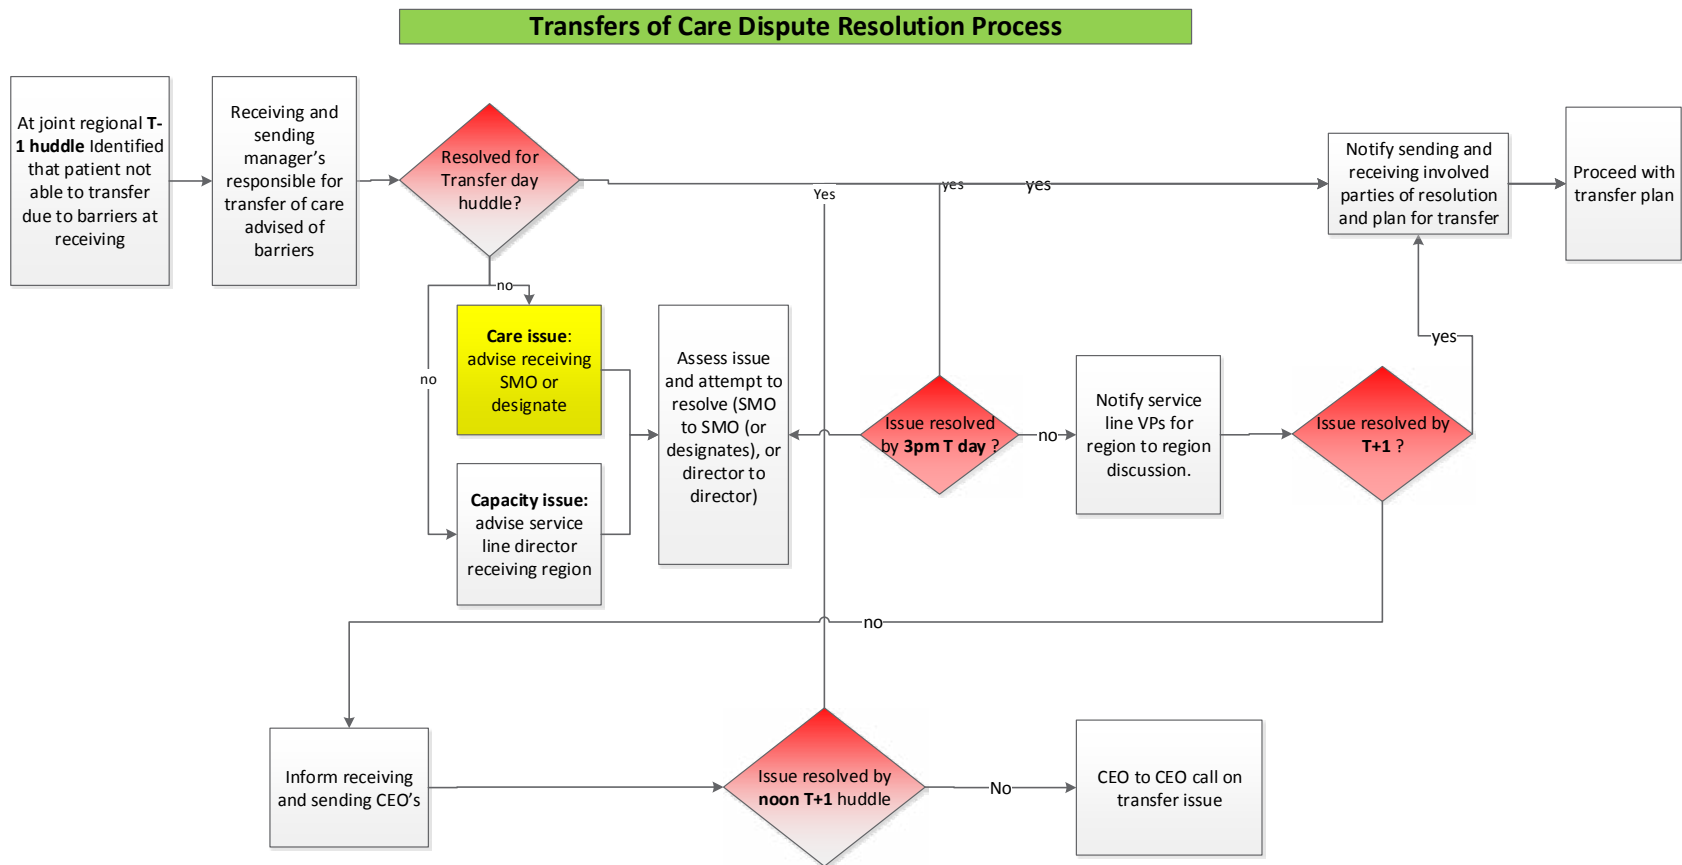 Transfers of Care Dispute Resolution Process
At joint regional T-
1 huddle Identified
that patient not
able to transfer
due to barriers at
receiving
Receiving and
sending
manager's
responsible for
transfer of care
advised of
barriers
Resolved for
Transfer day
huddle?
Yes
yes
yes
Notify sending and
receiving involved
parties of resolution
and plan for transfer
Proceed with
transfer plan
no
no
Care issue:
advise receiving
SMO or
designate
Capacity issue:
advise service
line director
receiving region
Assess issue
and attempt to
resolve (SMO
to SMO (or
designates), or
director to
director)
Issue resolved
by 3pm T day ?
no
Notify service
line VPs for
region to region
discussion.
Issue resolved by
T+1 ?
yes
no
Inform receiving
and sending CEO's
Issue resolved by
noon T+1 huddle
No
CEO to CEO call on
transfer issue